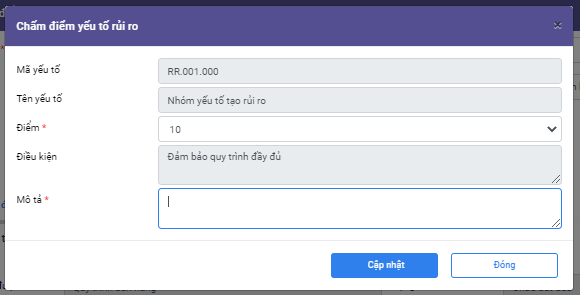 Chấm điểm yếu tố rủi ro ×
Mã yếu tố RR.001.000
Tên yếu tố Nhóm yếu tố tạo rủi ro
Điểm * 10
Điều kiện Đảm bảo quy trình đầy đủ
Mô tả *
Cập nhật Đóng